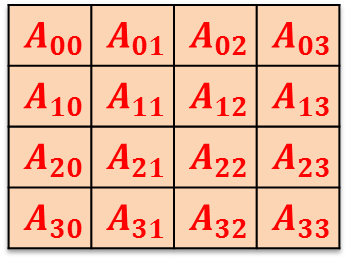 A₀₀ A₀₁ A₀₂ A₀₃
A₁₀ A₁₁ A₁₂ A₁₃
A₂₀ A₂₁ A₂₂ A₂₃
A₃₀ A₃₁ A₃₂ A₃₃